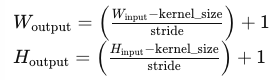 W_output = (W_input−kernel_size / stride) + 1
H_output = (H_input−kernel_size / stride) + 1